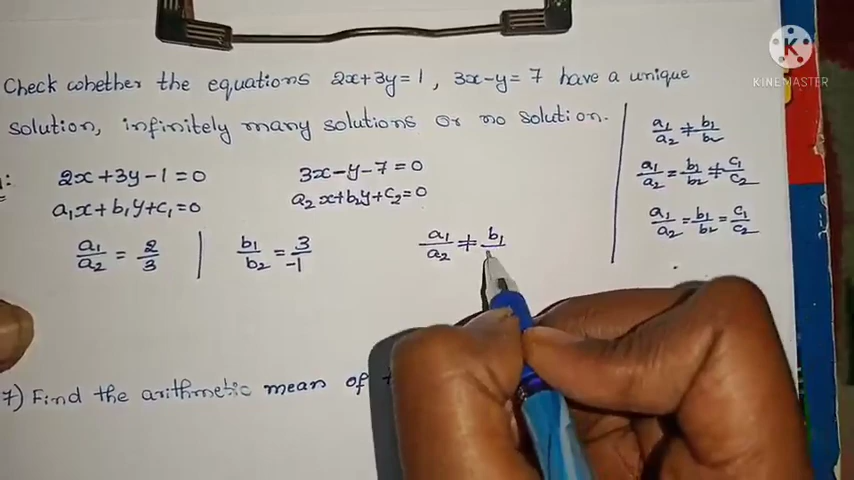 Check whether the equations 2x+3y=1, 3x-y=7 have a unique
solution, infinitely many solutions or no solution.
2x+3y-1=0 3x-y-7=0
a₁x+b₁y+c₁=0 a₂x+b₂y+c₂=0
a₁/a₂ = 2/3 | b₁/b₂ = 3/-1 a₁/a₂ ≠ b₁/
a₁/a₂ ≠ b₁/b₂
a₁/a₂ = b₁/b₂ ≠ c₁/c₂
a₁/a₂ = b₁/b₂ = c₁/c₂
7) Find the arithmetic mean of
KINEMASTER